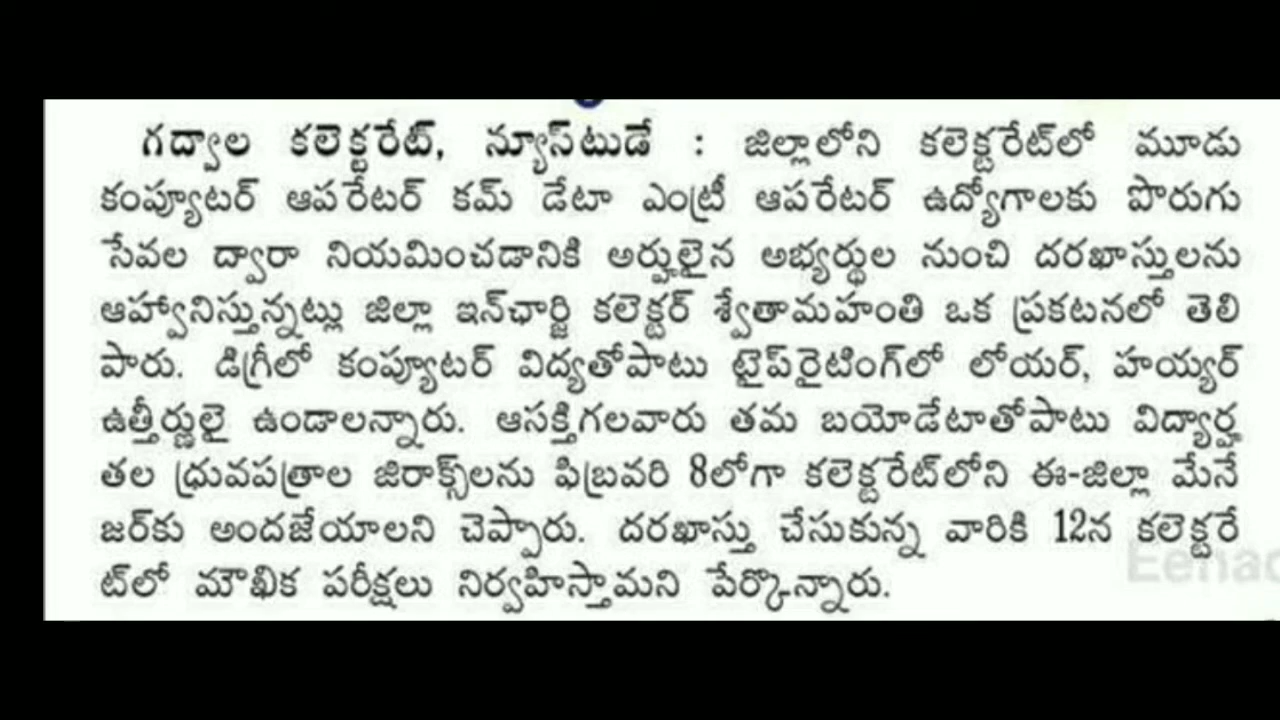 గద్వాల కలెక్టరేట్, న్యూస్‌టుడే : జిల్లాలోని కలెక్టరేట్‌లో మూడు
కంప్యూటర్ ఆపరేటర్ కమ్ డేటా ఎంట్రీ ఆపరేటర్ ఉద్యోగాలకు పొరుగు
సేవల ద్వారా నియమించడానికి అర్హులైన అభ్యర్థుల నుంచి దరఖాస్తులను
ఆహ్వానిస్తున్నట్లు జిల్లా ఇన్‌ఛార్జి కలెక్టర్ శ్వేతామహంతి ఒక ప్రకటనలో తెలి
పారు. డిగ్రీలో కంప్యూటర్ విద్యతోపాటు టైప్‌రైటింగ్‌లో లోయర్, హయ్యర్
ఉత్తీర్ణులై ఉండాలన్నారు. ఆసక్తిగలవారు తమ బయోడేటాతోపాటు విద్యార్హ
తల ధ్రువపత్రాల జిరాక్స్‌లను ఫిబ్రవరి 8లోగా కలెక్టరేట్‌లోని ఈ-జిల్లా మేనే
జర్‌కు అందజేయాలని చెప్పారు. దరఖాస్తు చేసుకున్న వారికి 12న కలెక్టరే
ట్‌లో మౌఖిక పరీక్షలు నిర్వహిస్తామని పేర్కొన్నారు.
Eenad